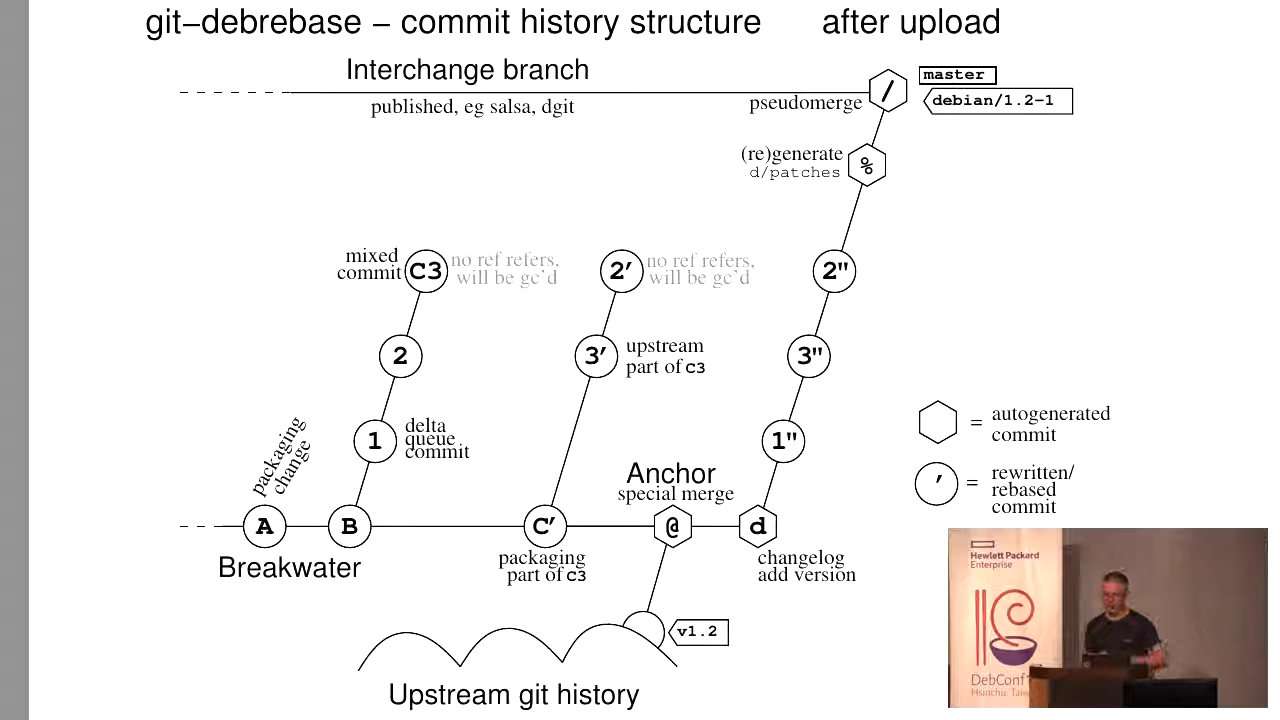 git–debrebase – commit history structure after upload
Interchange branch
published, eg salsa, dgit
pseudomerge
/
master
debian/1.2-1
(re)generate
d/patches
%
mixed
commit
C3
no ref refers,
will be gc'd
2′
no ref refers,
will be gc'd
2"
2
3′
upstream
part of c3
3"
packaging
change
1
delta
queue
commit
1"
= autogenerated
commit
′
= rewritten/
rebased
commit
Anchor
special merge
A
B
C′
@
d
Breakwater
packaging
part of c3
changelog
add version
v1.2
Upstream git history
Hewlett Packard
Enterprise
DebConf
Hsinchu,